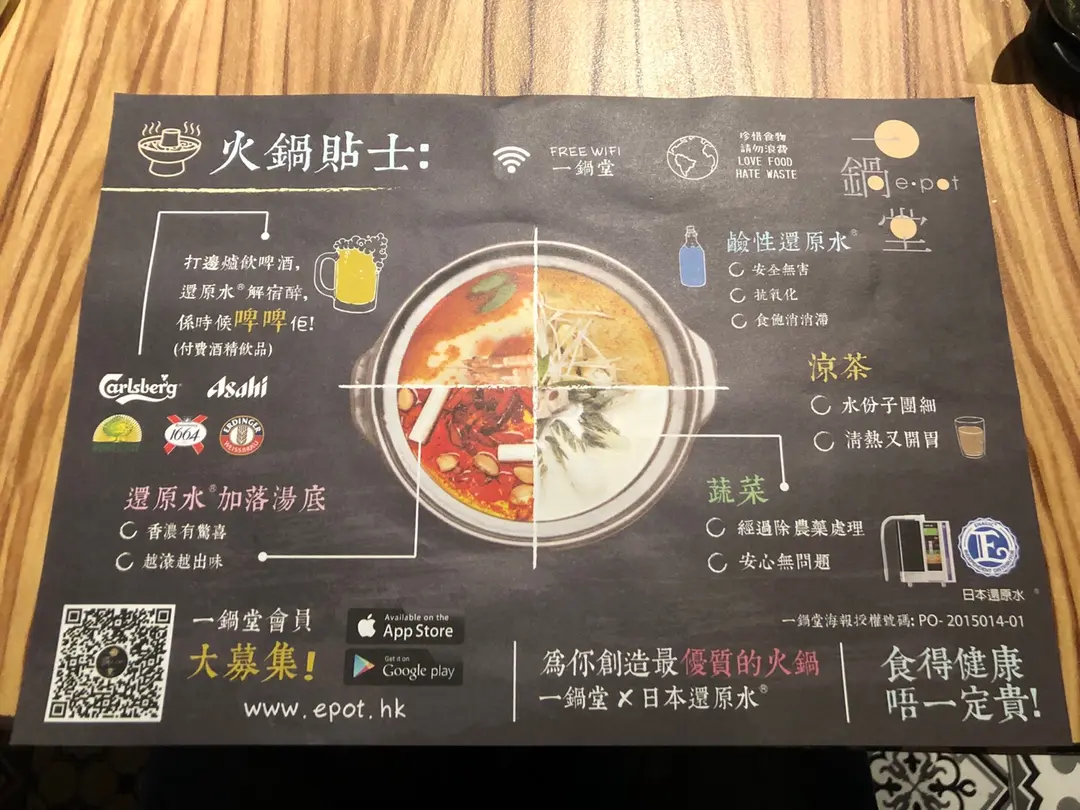 火鍋貼士:
FREE WIFI
一鍋堂
珍惜食物
請勿浪費
LOVE FOOD
HATE WASTE
一鍋堂
e·pot
打邊爐飲啤酒,
還原水®解宿醉,
係時候啤啤佢!
(付費酒精飲品)
Carlsberg
Asahi
1664
ERDINGER
WEISSBRÄU
還原水®加落湯底
香濃有驚喜
越滾越出味
鹼性還原水®
安全無害
抗氧化
食飽消消滯
涼茶
水份子團細
清熱又開胃
蔬菜
經過除農藥處理
安心無問題
E
日本還原水®
一鍋堂海報授權號碼: PO- 2015014-01
一鍋堂會員
大募集!
Available on the
App Store
Get it on
Google play
www.epot.hk
為你創造最優質的火鍋
一鍋堂 X 日本還原水®
食得健康
唔一定貴!